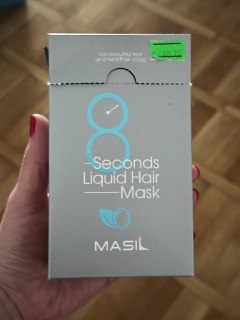 For beautiful hair
and healthier scalp
8
Seconds
Liquid Hair
Mask
MASIL